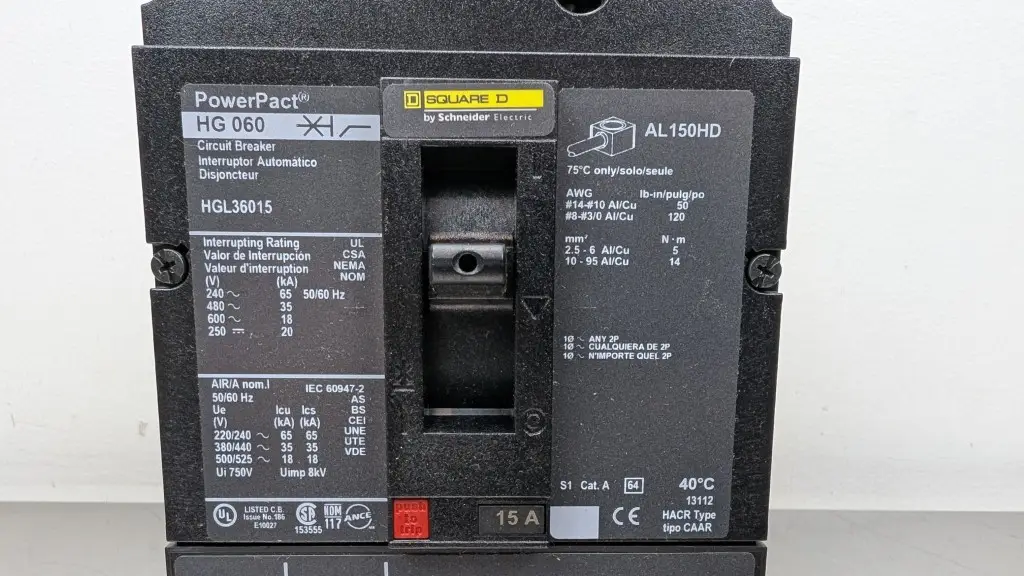 PowerPact(R)
HG 060
Circuit Breaker
Interruptor Automático
Disjoncteur
HGL36015
Interrupting Rating UL
Valor de Interrupción CSA
Valeur d'interruption NEMA
(V) (kA) NOM
240 ~ 65 50/60 Hz
480 ~ 35
600 ~ 18
250 ⎓ 20
AIR/A nom.I IEC 60947-2
50/60 Hz AS
Ue Icu Ics BS
(V) (kA) (kA) CEI
220/240 ~ 65 65 UNE
380/440 ~ 35 35 UTE
500/525 ~ 18 18 VDE
Ui 750V Uimp 8kV
UL LISTED C.B.
Issue No. 186
E10027
SA
153555
NOM
117
ANCE
D SQUARE D
by Schneider Electric
I
O
push
to
trip
15 A
AL150HD
75°C only/solo/seule
AWG lb-in/pulg/po
#14-#10 Al/Cu 50
#8-#3/0 Al/Cu 120
mm² N·m
2.5 - 6 Al/Cu 5
10 - 95 Al/Cu 14
1Ø ~ ANY 2P
1Ø ~ CUALQUIERA DE 2P
1Ø ~ N'IMPORTE QUEL 2P
S1 Cat. A 64 40°C
13112
CE HACR Type
tipo CAAR